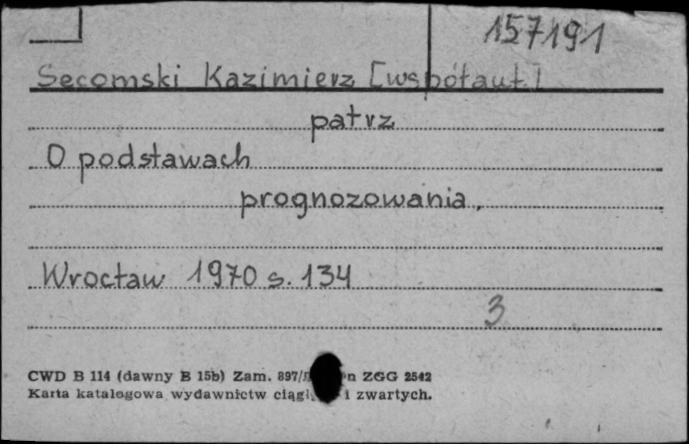 157191
Secomski Kazimierz [współaut.]
patrz
O podstawach
prognozowania.
Wrocław 1970 s. 134
3
CWD B 114 (dawny B 15b) Zam. 897/ n ZGG 2542
Karta katalogowa wydawnictw i zwartych.